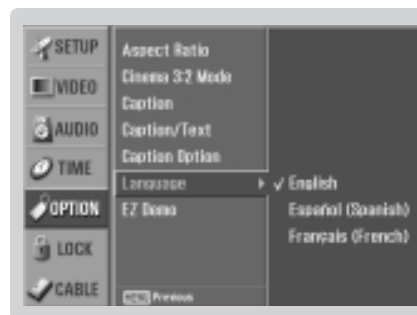 SETUP
VIDEO
AUDIO
TIME
OPTION
LOCK
CABLE
Aspect Ratio
Cinema 3:2 Mode
Caption
Caption/Text
Caption Option
Language
EZ Demo
✓ English
Español (Spanish)
Français (French)
MENU Previous